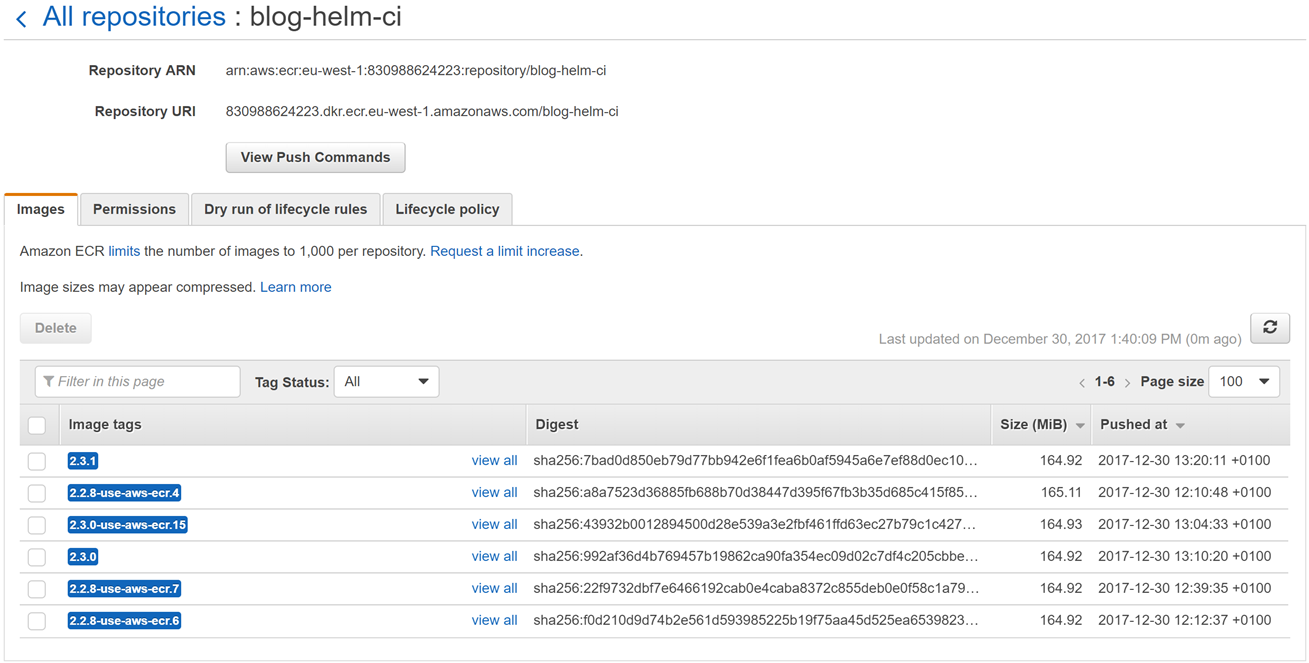 All repositories : blog-helm-ci
Repository ARN arn:aws:ecr:eu-west-1:830988624223:repository/blog-helm-ci
Repository URI 830988624223.dkr.ecr.eu-west-1.amazonaws.com/blog-helm-ci
View Push Commands
Images Permissions Dry run of lifecycle rules Lifecycle policy
Amazon ECR limits the number of images to 1,000 per repository. Request a limit increase.
Image sizes may appear compressed. Learn more
Delete Last updated on December 30, 2017 1:40:09 PM (0m ago)
Filter in this page Tag Status: All 1-6 Page size 100
Image tags Digest Size (MiB) Pushed at
2.3.1 view all sha256:7bad0d850eb79d77bb942e6f1fea6b0af5945a6e7ef88d0ec10… 164.92 2017-12-30 13:20:11 +0100
2.2.8-use-aws-ecr.4 view all sha256:a8a7523d36885fb688b70d38447d395f67fb3b35d685c415f85… 165.11 2017-12-30 12:10:48 +0100
2.3.0-use-aws-ecr.15 view all sha256:43932b0012894500d28e539a3e2fbf461ffd63ec27b79c1c427… 164.93 2017-12-30 13:04:33 +0100
2.3.0 view all sha256:992af36d4b769457b19862ca90fa354ec09d02c7df4c205cbbe… 164.92 2017-12-30 13:10:20 +0100
2.2.8-use-aws-ecr.7 view all sha256:22f9732dbf7e6466192cab0e4caba8372c855deb0e0f58c1a79… 164.92 2017-12-30 12:39:35 +0100
2.2.8-use-aws-ecr.6 view all sha256:f0d210d9d74b2e561d593985225b19f75aa45d525ea6539823… 164.92 2017-12-30 12:12:37 +0100